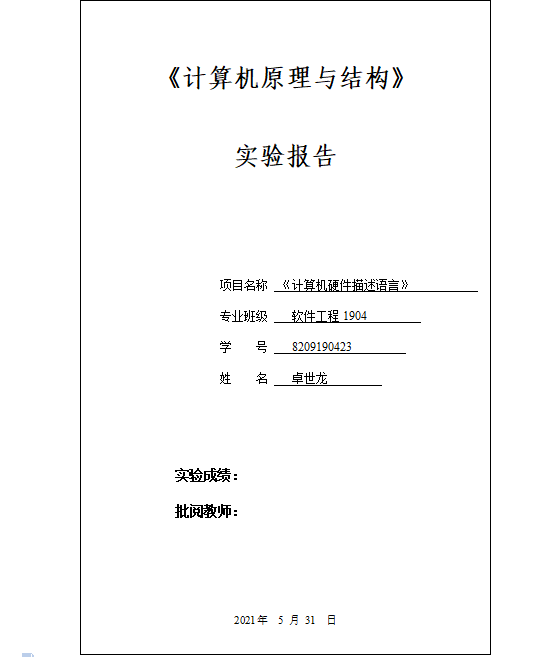 《计算机原理与结构》
实验报告
项目名称 《计算机硬件描述语言》
专业班级 软件工程 1904
学 号 8209190423
姓 名 卓世龙
实验成绩：
批阅教师：
2021 年 5 月 31 日